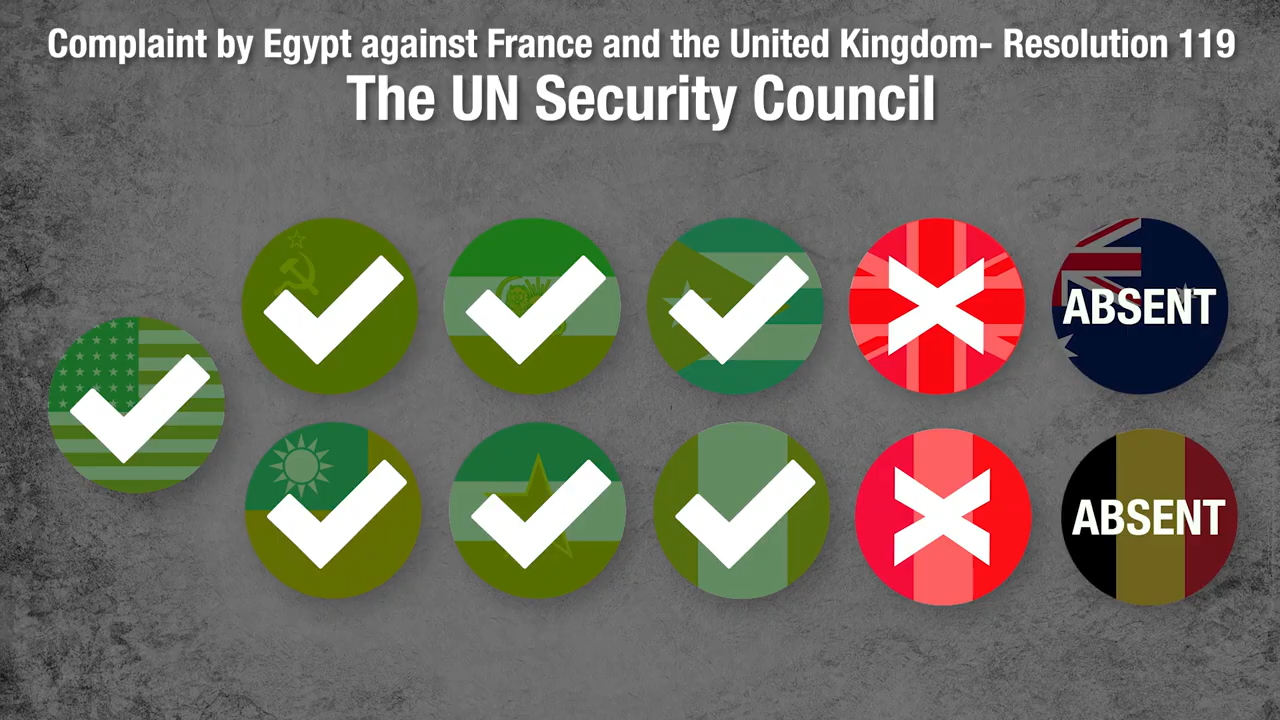 Complaint by Egypt against France and the United Kingdom- Resolution 119
The UN Security Council
ABSENT
ABSENT